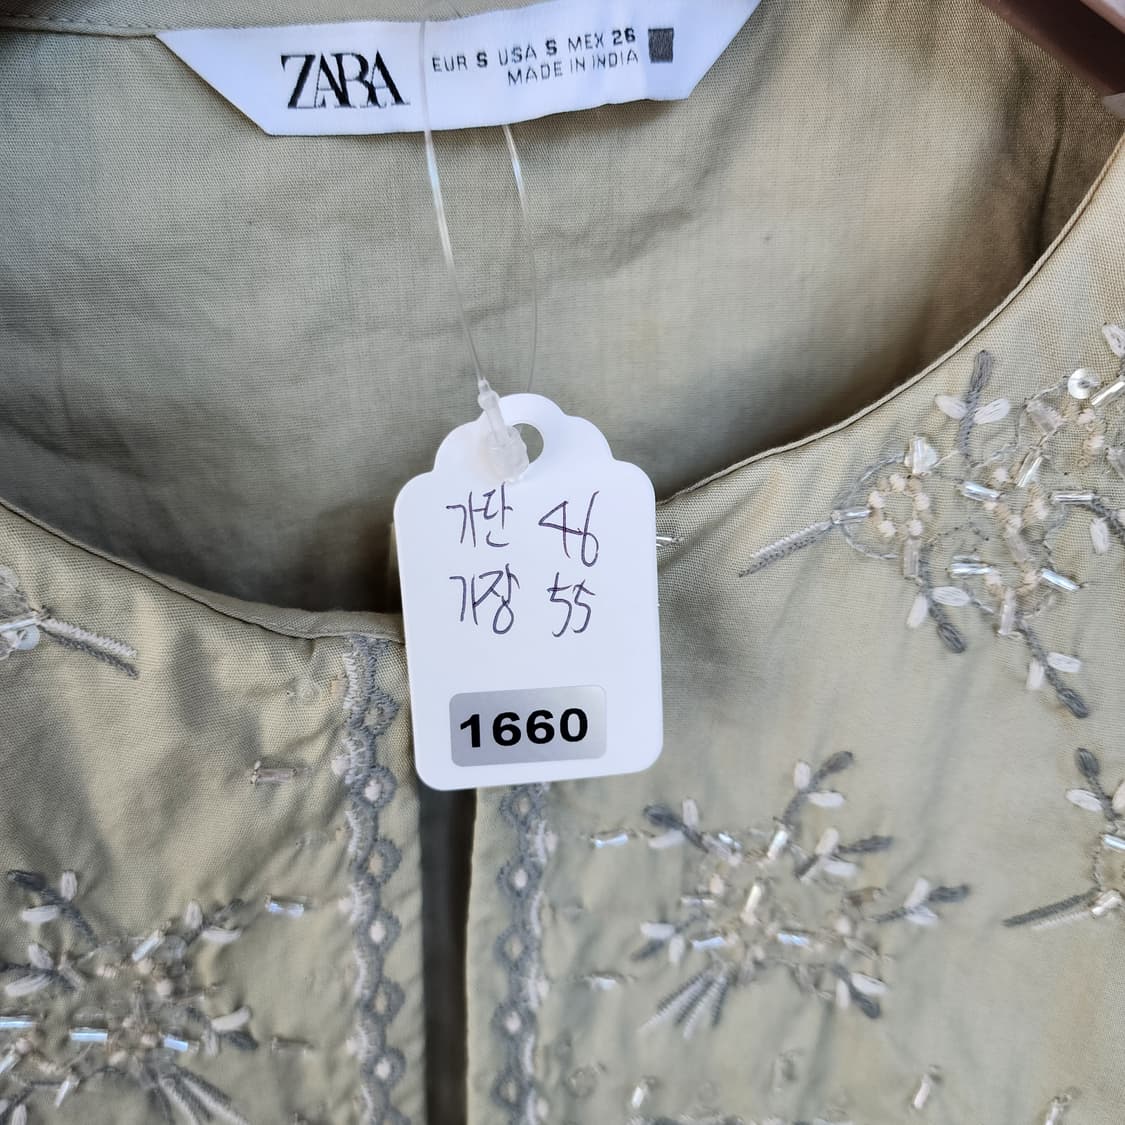 ZARA
EUR S USA S MEX 26
MADE IN INDIA
가단 46
가장 55
1660